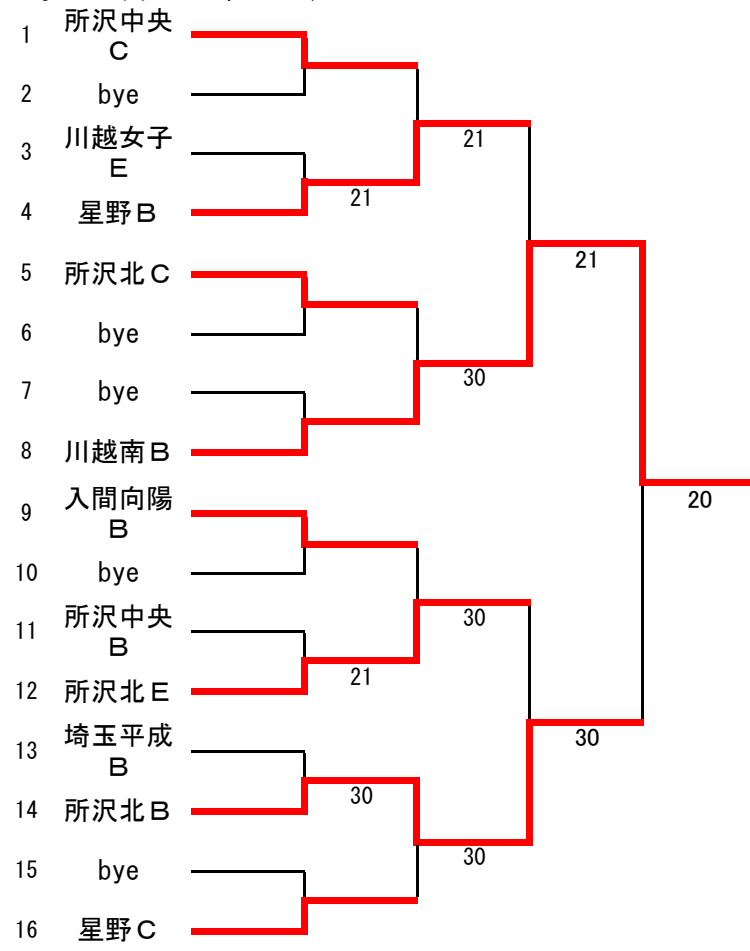 1 所沢中央
C
2 bye
3 川越女子
E
21
4 星野B
21
5 所沢北C
21
6 bye
30
7 bye
8 川越南B
9 入間向陽
B
20
10 bye
11 所沢中央
B
30
12 所沢北E
21
13 埼玉平成
B
30
14 所沢北B
30
15 bye
30
16 星野C